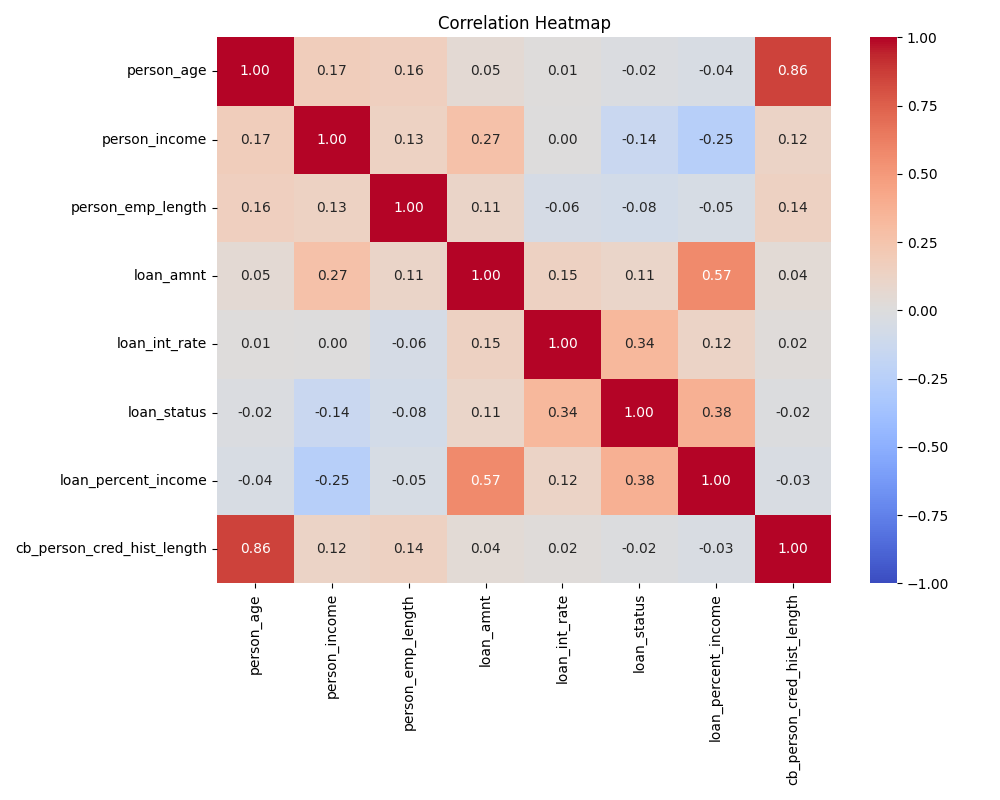 Correlation Heatmap
person_age 1.00 0.17 0.16 0.05 0.01 -0.02 -0.04 0.86
person_income 0.17 1.00 0.13 0.27 0.00 -0.14 -0.25 0.12
person_emp_length 0.16 0.13 1.00 0.11 -0.06 -0.08 -0.05 0.14
loan_amnt 0.05 0.27 0.11 1.00 0.15 0.11 0.57 0.04
loan_int_rate 0.01 0.00 -0.06 0.15 1.00 0.34 0.12 0.02
loan_status -0.02 -0.14 -0.08 0.11 0.34 1.00 0.38 -0.02
loan_percent_income -0.04 -0.25 -0.05 0.57 0.12 0.38 1.00 -0.03
cb_person_cred_hist_length 0.86 0.12 0.14 0.04 0.02 -0.02 -0.03 1.00
person_age
person_income
person_emp_length
loan_amnt
loan_int_rate
loan_status
loan_percent_income
cb_person_cred_hist_length
1.00
0.75
0.50
0.25
0.00
−0.25
−0.50
−0.75
−1.00